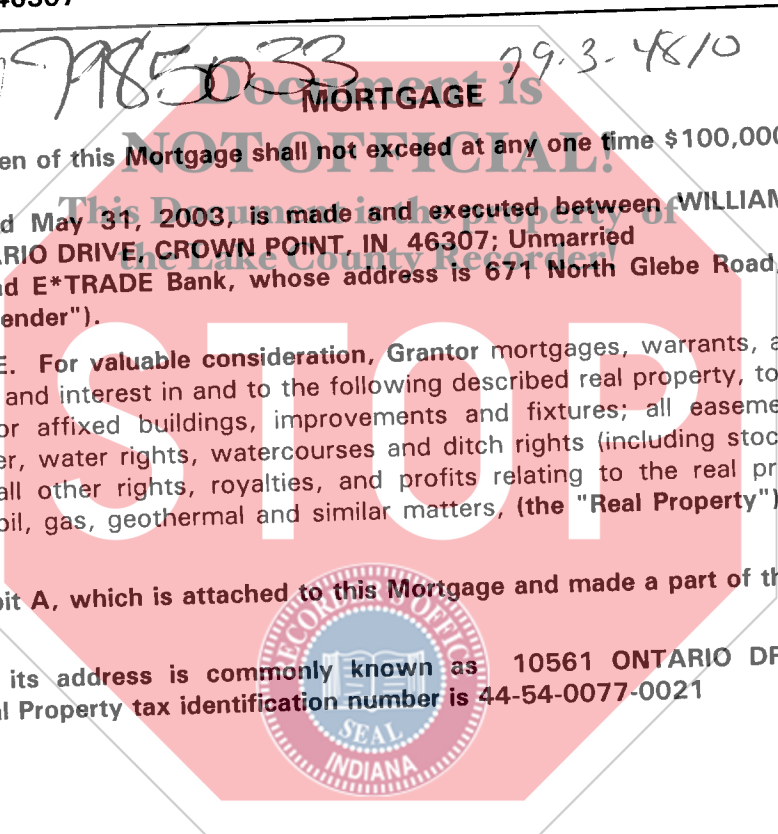 46307
7985033 79.3-4810
Document is
MORTGAGE
NOT OFFICIAL!
en of this Mortgage shall not exceed at any one time $100,000
This Document is the property of
d May 31, 2003, is made and executed between WILLIAM
the Lake County Recorder!
ARIO DRIVE, CROWN POINT, IN 46307; Unmarried
nd E*TRADE Bank, whose address is 671 North Glebe Road,
ender").
E. For valuable consideration, Grantor mortgages, warrants, a
and interest in and to the following described real property, to
or affixed buildings, improvements and fixtures; all easeme
er, water rights, watercourses and ditch rights (including stoc
all other rights, royalties, and profits relating to the real pr
oil, gas, geothermal and similar matters, (the "Real Property")
STOP
bit A, which is attached to this Mortgage and made a part of th
its address is commonly known as 10561 ONTARIO DR
al Property tax identification number is 44-54-0077-0021
RECORDER'S OFFICE
SEAL
INDIANA